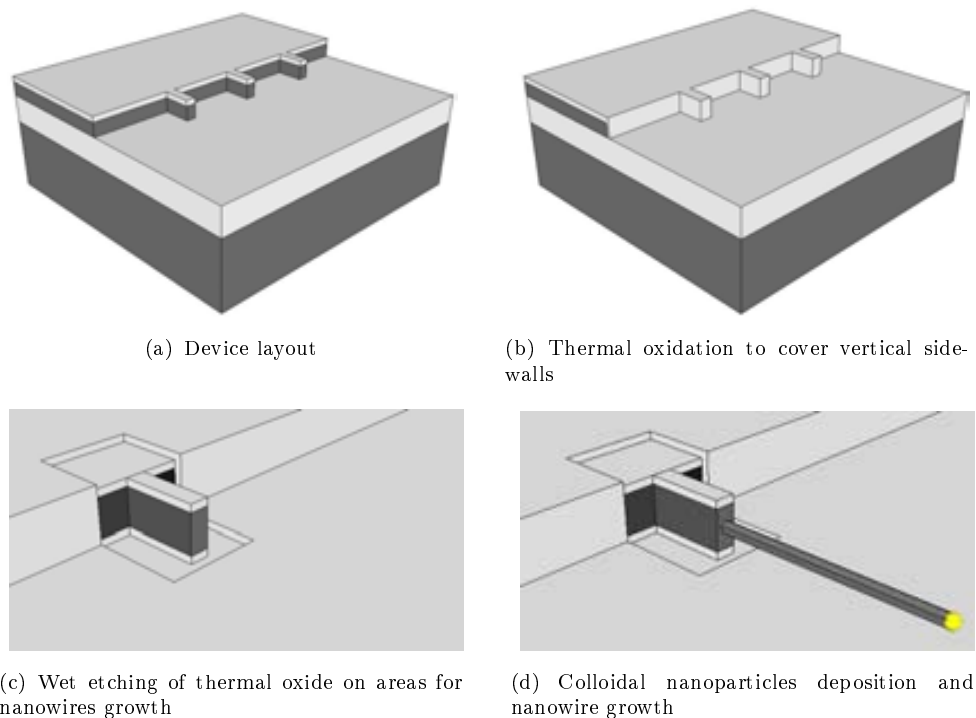 (a) Device layout
(b) Thermal oxidation to cover vertical side-
walls
(c) Wet etching of thermal oxide on areas for
nanowires growth
(d) Colloidal nanoparticles deposition and
nanowire growth